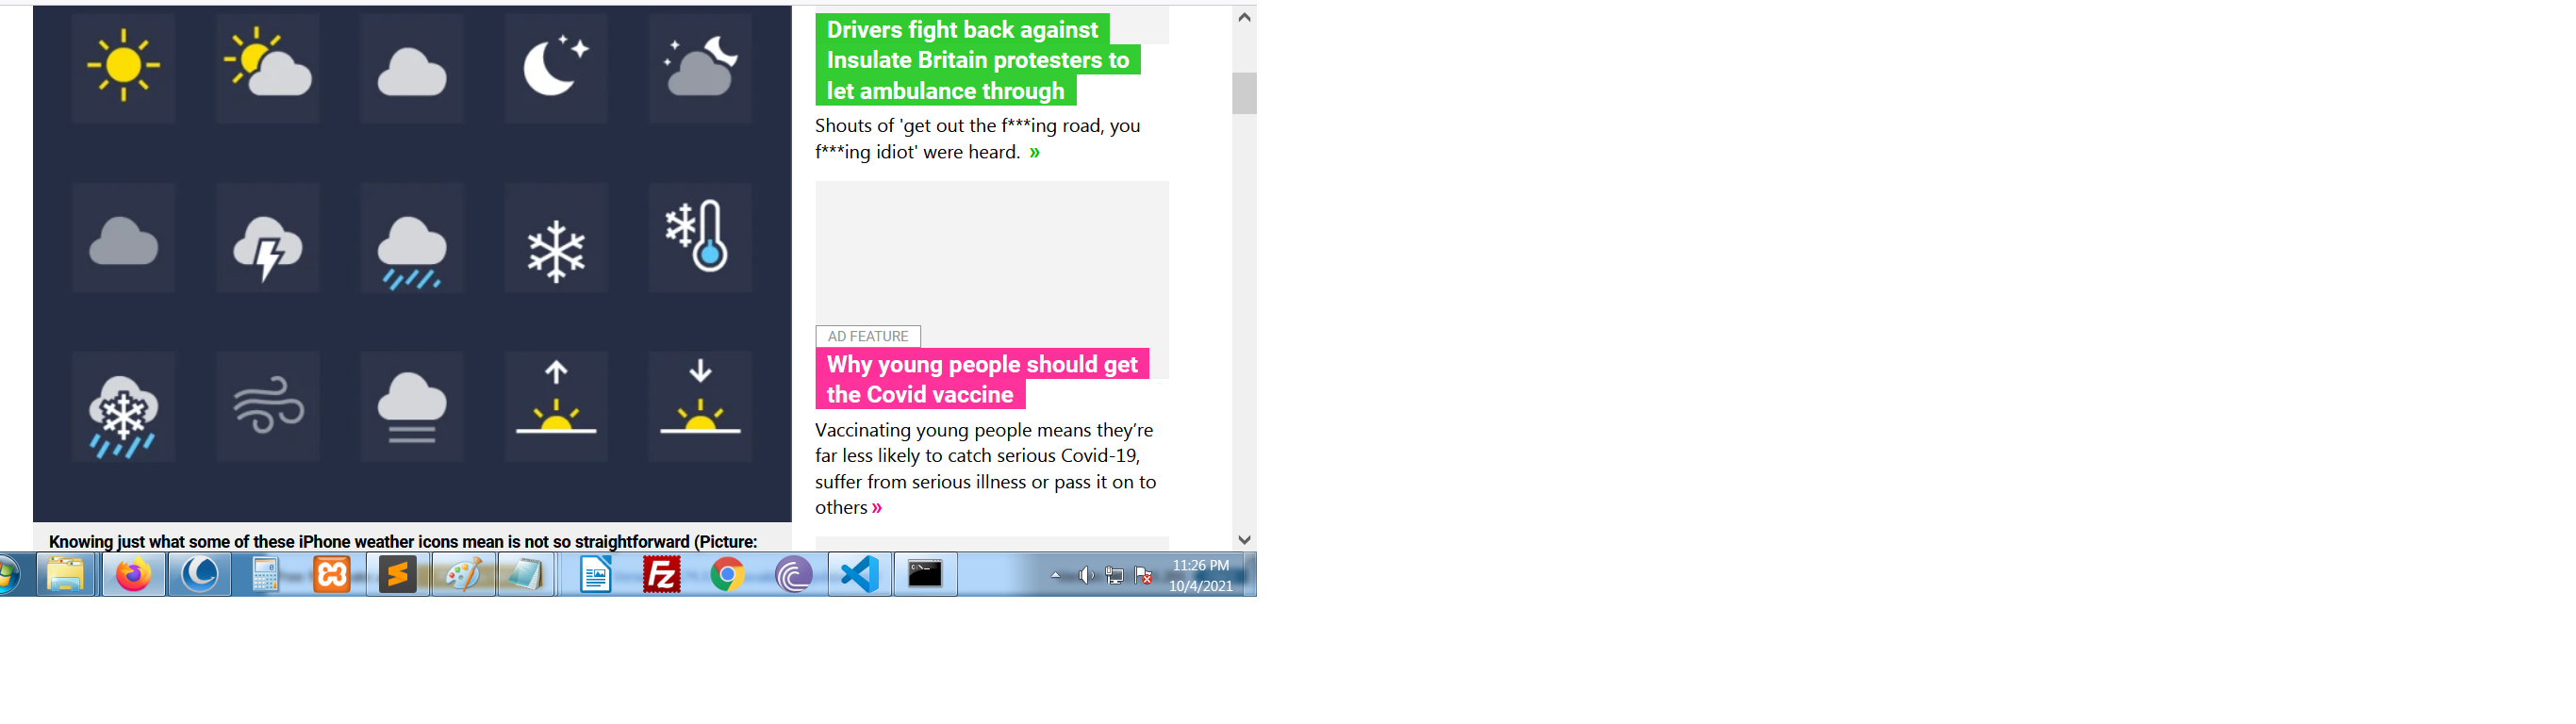 Drivers fight back against
Insulate Britain protesters to
let ambulance through
Shouts of 'get out the f***ing road, you
f***ing idiot' were heard. »
AD FEATURE
Why young people should get
the Covid vaccine
Vaccinating young people means they’re
far less likely to catch serious Covid-19,
suffer from serious illness or pass it on to
others »
Knowing just what some of these iPhone weather icons mean is not so straightforward (Picture:
11:26 PM
10/4/2021